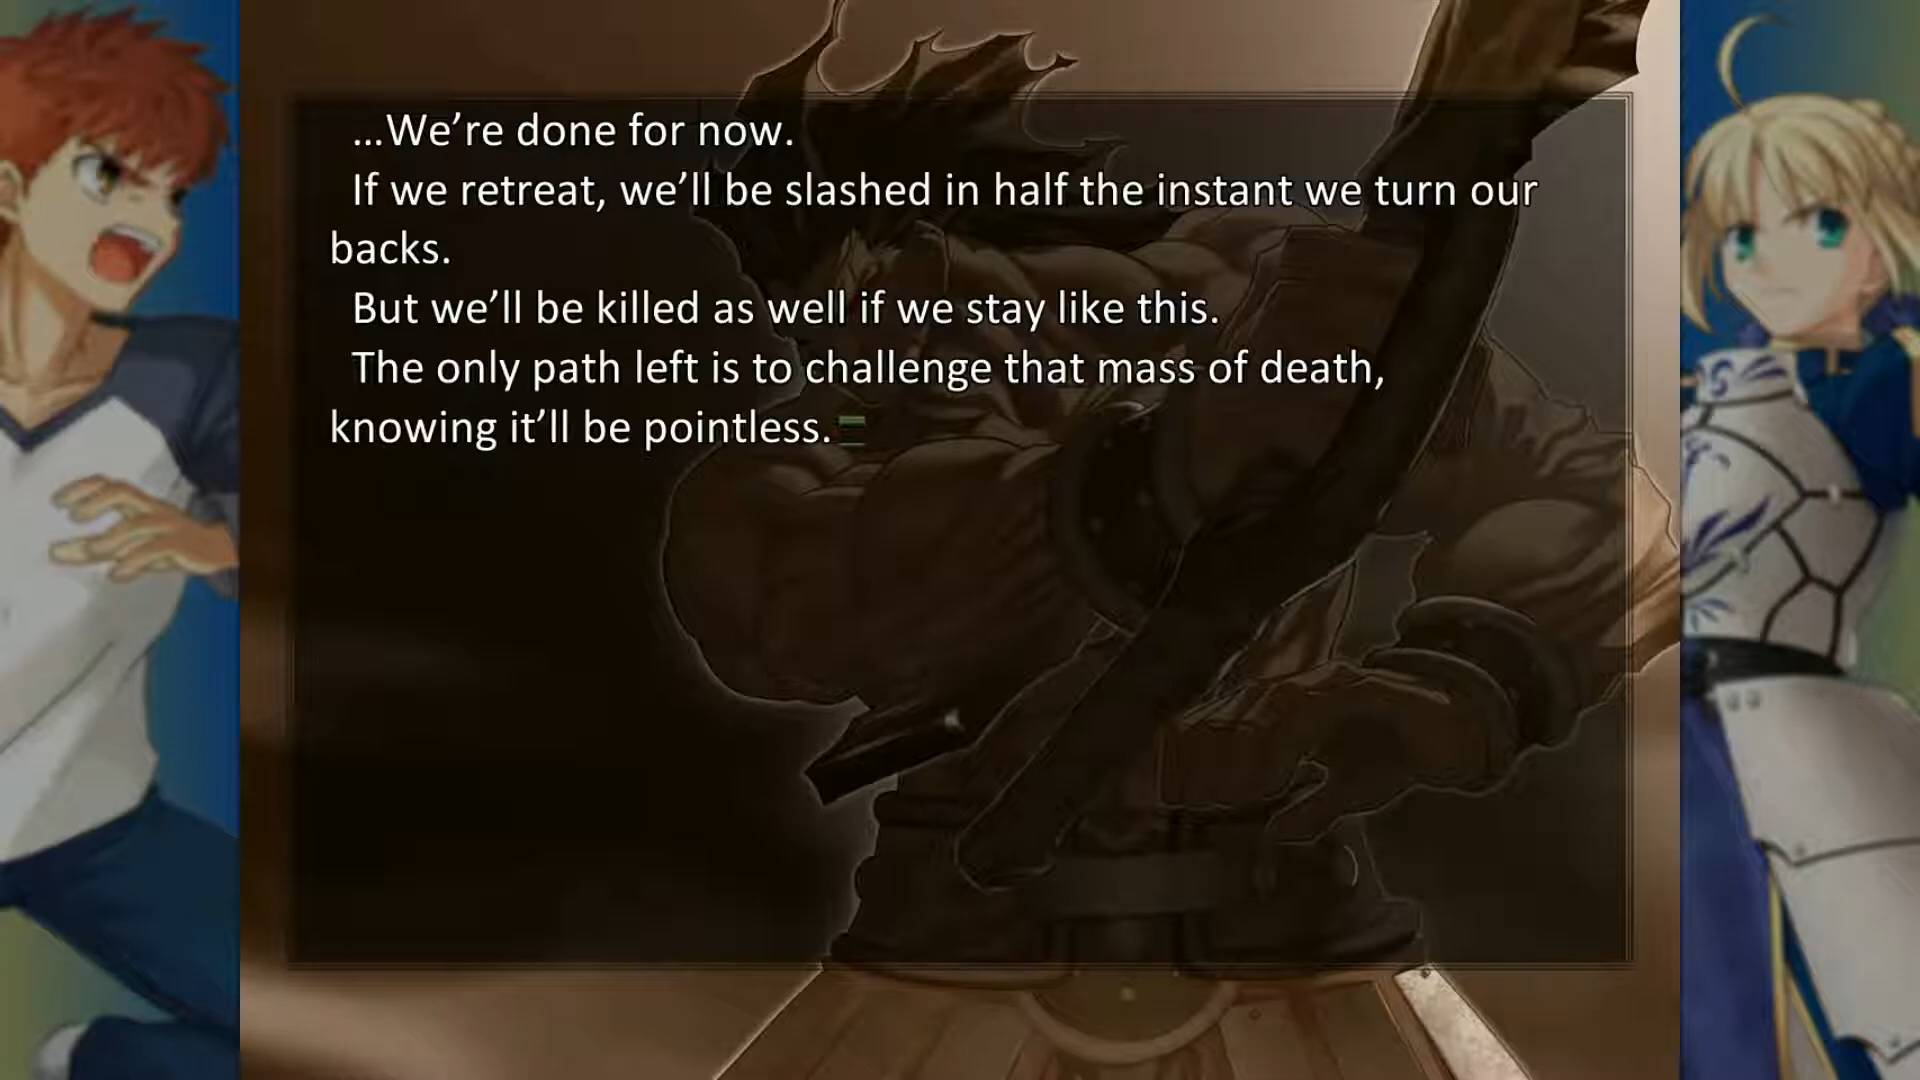 …We’re done for now.
If we retreat, we’ll be slashed in half the instant we turn our
backs.
But we’ll be killed as well if we stay like this.
The only path left is to challenge that mass of death,
knowing it’ll be pointless.